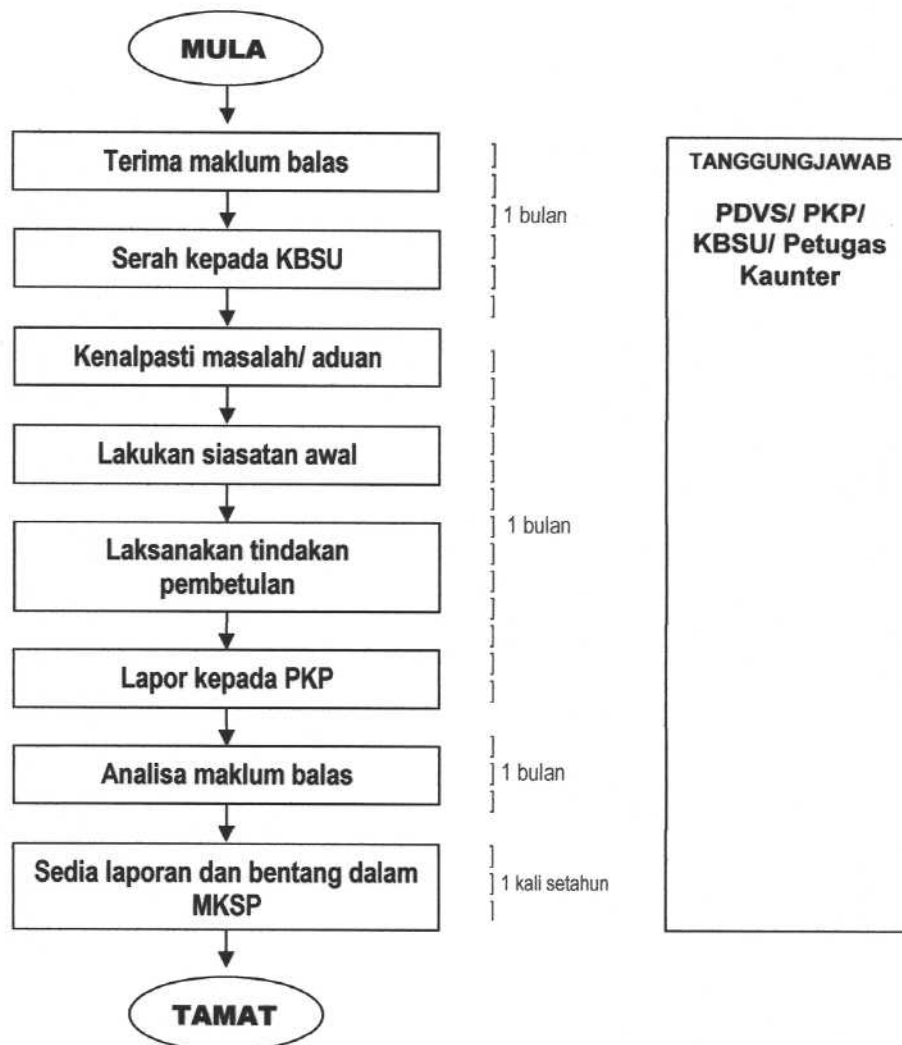 MULA
Terima maklum balas
]
]
] 1 bulan
]
]
]
Serah kepada KBSU
Kenalpasti masalah/ aduan
]
]
]
]
]
]
] 1 bulan
]
]
]
]
]
]
Lakukan siasatan awal
Laksanakan tindakan
pembetulan
Lapor kepada PKP
Analisa maklum balas
]
] 1 bulan
]
Sedia laporan dan bentang dalam
MKSP
]
] 1 kali setahun
]
TAMAT
TANGGUNGJAWAB
PDVS/ PKP/
KBSU/ Petugas
Kaunter